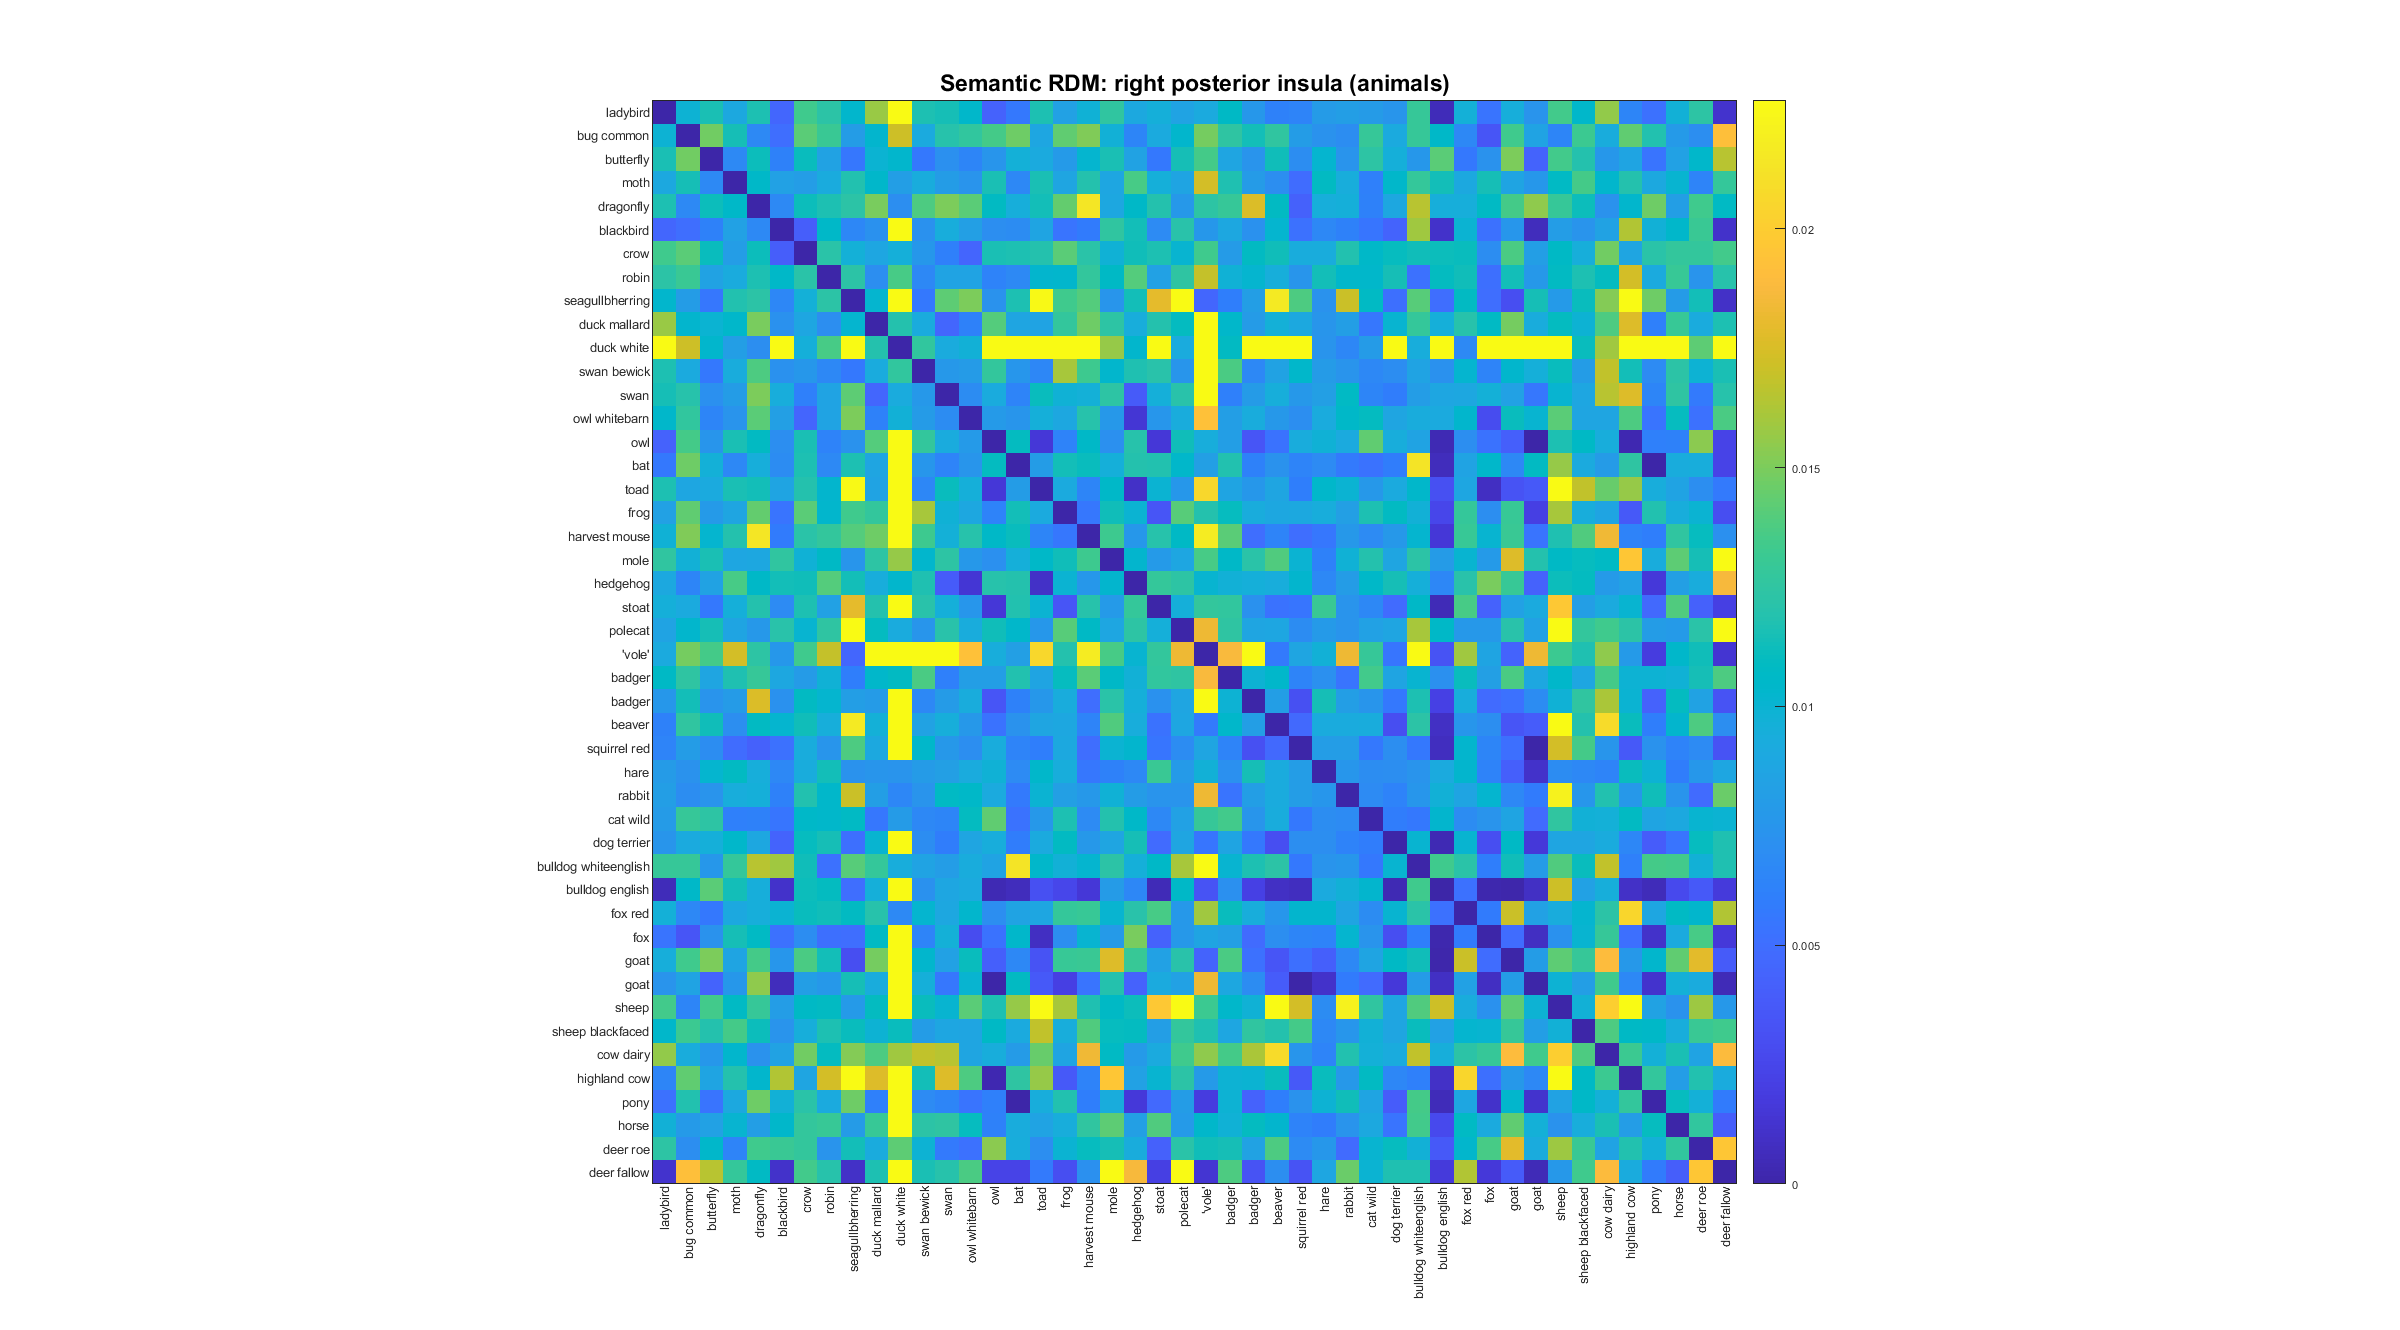 Semantic RDM: right posterior insula (animals)
ladybird
bug common
butterfly
moth
dragonfly
blackbird
crow
robin
seagullbherring
duck mallard
duck white
swan bewick
swan
owl whitebarn
owl
bat
toad
frog
harvest mouse
mole
hedgehog
stoat
polecat
'vole'
badger
badger
beaver
squirrel red
hare
rabbit
cat wild
dog terrier
bulldog whiteenglish
bulldog english
fox red
fox
goat
goat
sheep
sheep blackfaced
cow dairy
highland cow
pony
horse
deer roe
deer fallow
0.02
0.015
0.01
0.005
0
ladybird
bug common
butterfly
moth
dragonfly
blackbird
crow
robin
seagullbherring
duck mallard
duck white
swan bewick
swan
owl whitebarn
owl
bat
toad
frog
harvest mouse
mole
hedgehog
stoat
polecat
'vole'
badger
badger
beaver
squirrel red
hare
rabbit
cat wild
dog terrier
bulldog whiteenglish
bulldog english
fox red
fox
goat
goat
sheep
sheep blackfaced
cow dairy
highland cow
pony
horse
deer roe
deer fallow